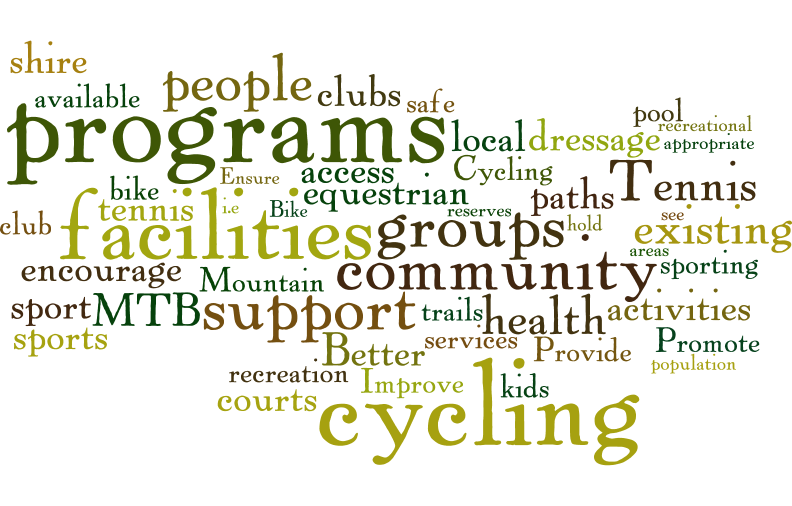 shire
people
available
clubs
safe
programs
pool
recreational
local
dressage
appropriate
access
Cycling
Ensure
bike
equestrian
paths
Tennis
tennis
i.e
Bike
reserves
club
facilities
groups
.
hold
see
existing
areas
encourage
Mountain
community
sporting
sport
MTB
support
trails
health
activities
sports
Better
services
Provide
Promote
population
recreation
Improve
kids
courts
cycling